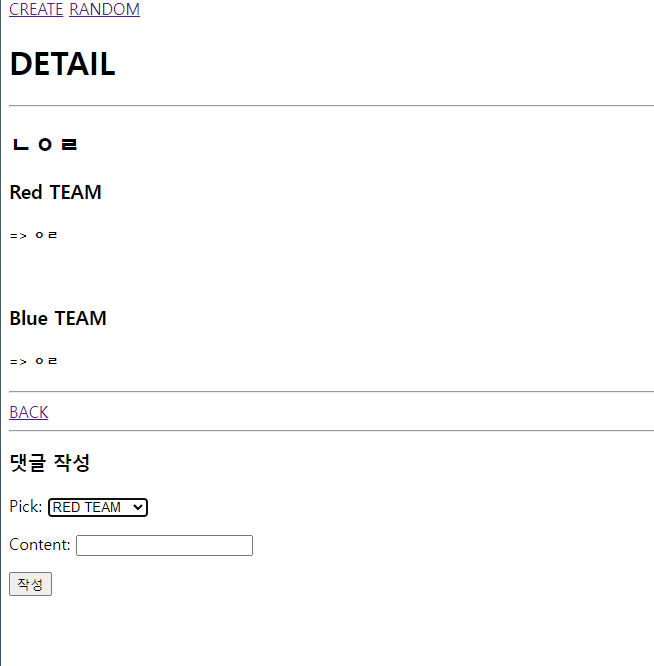 CREATE RANDOM
DETAIL
ㄴㅇㄹ
Red TEAM
=> ㅇㄹ
Blue TEAM
=> ㅇㄹ
BACK
댓글 작성
Pick: RED TEAM
Content:
작성